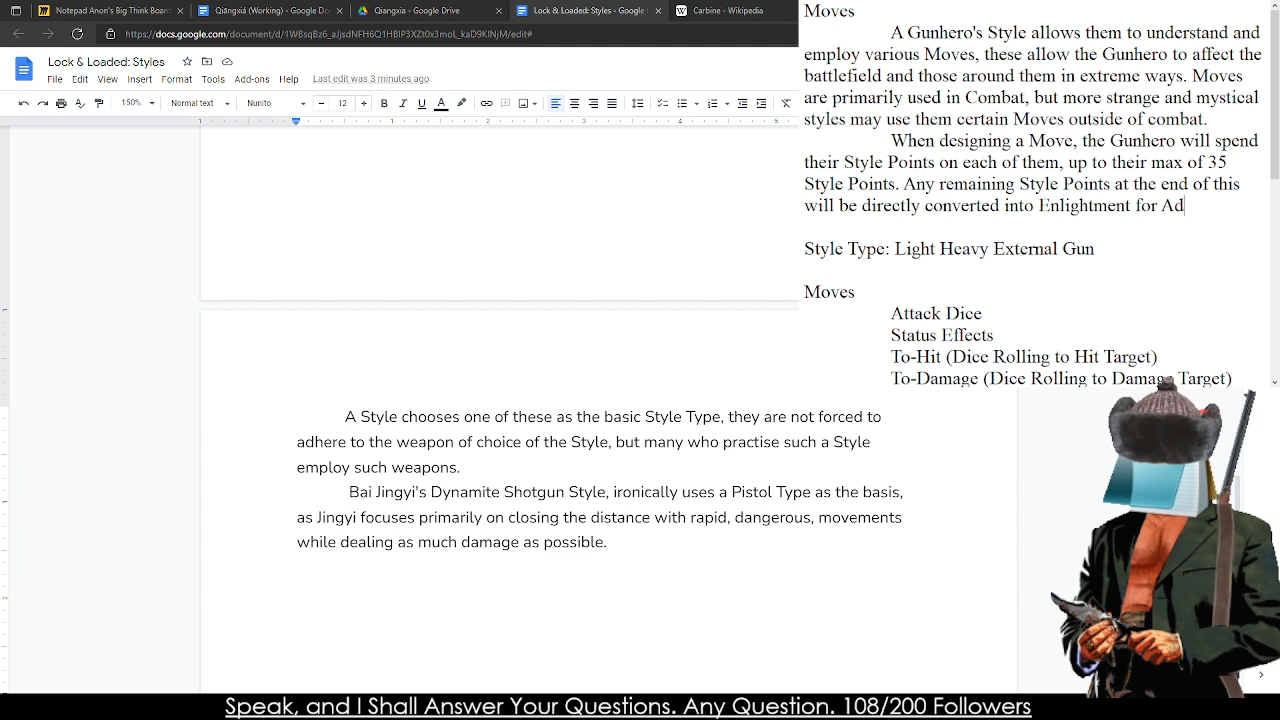 Notepad Anon's Big Think Board
Qiāngxiá (Working) - Google Do
Qiangxia - Google Drive
Lock & Loaded: Styles - Google
Carbine - Wikipedia
Lock & Loaded: Styles
File Edit View Insert Format Tools Add-ons Help Last edit was 3 minutes ago
150% Normal text Nunito 12
1 1 2 3 4 5
Moves
A Gunhero's Style allows them to understand and
employ various Moves, these allow the Gunhero to affect the
battlefield and those around them in extreme ways. Moves
are primarily used in Combat, but more strange and mystical
styles may use them certain Moves outside of combat.
When designing a Move, the Gunhero will spend
their Style Points on each of them, up to their max of 35
Style Points. Any remaining Style Points at the end of this
will be directly converted into Enlightment for Ad
Style Type: Light Heavy External Gun
Moves
Attack Dice
Status Effects
To-Hit (Dice Rolling to Hit Target)
To-Damage (Dice Rolling to Damage Target)
A Style chooses one of these as the basic Style Type, they are not forced to
adhere to the weapon of choice of the Style, but many who practise such a Style
employ such weapons.
Bai Jingyi's Dynamite Shotgun Style, ironically uses a Pistol Type as the basis,
as Jingyi focuses primarily on closing the distance with rapid, dangerous, movements
while dealing as much damage as possible.
Speak, and I Shall Answer Your Questions. Any Question. 108/200 Followers